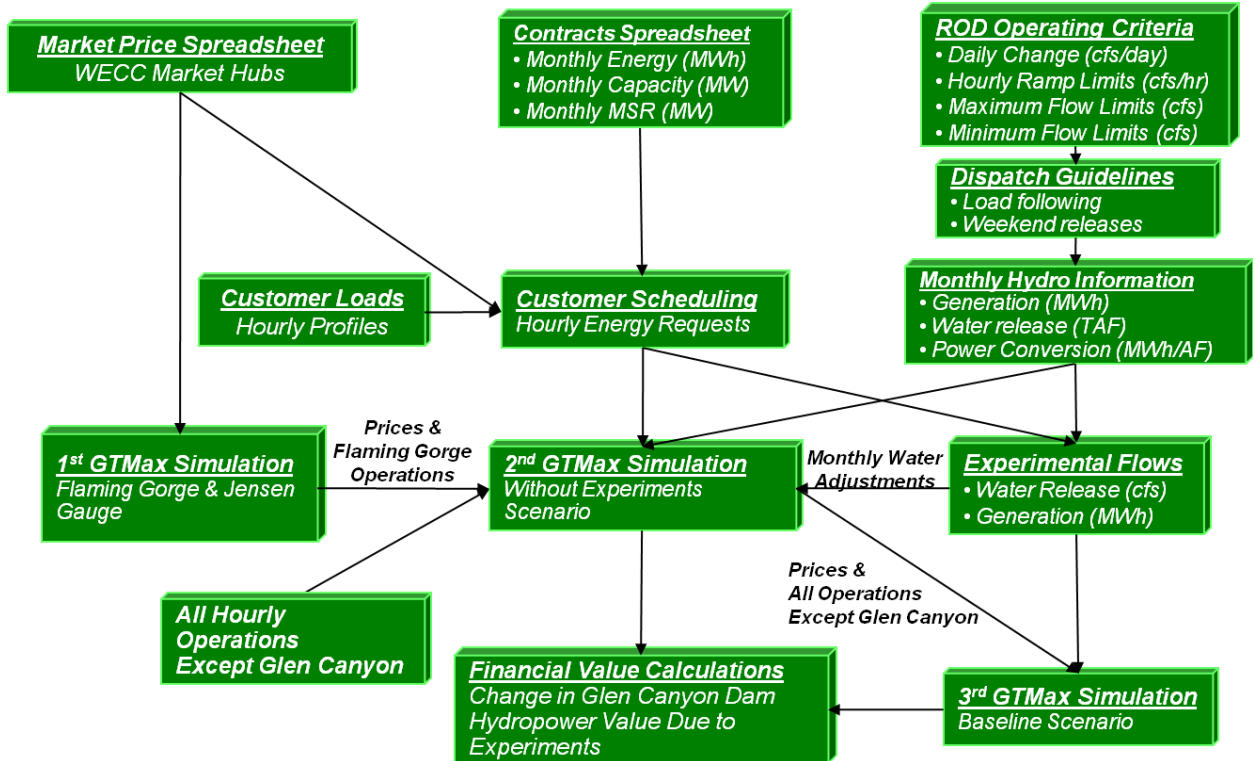 Market Price Spreadsheet
WECC Market Hubs
Contracts Spreadsheet
• Monthly Energy (MWh)
• Monthly Capacity (MW)
• Monthly MSR (MW)
ROD Operating Criteria
• Daily Change (cfs/day)
• Hourly Ramp Limits (cfs/hr)
• Maximum Flow Limits (cfs)
• Minimum Flow Limits (cfs)
Dispatch Guidelines
• Load following
• Weekend releases
Customer Loads
Hourly Profiles
Customer Scheduling
Hourly Energy Requests
Monthly Hydro Information
• Generation (MWh)
• Water release (TAF)
• Power Conversion (MWh/AF)
1st GTMax Simulation
Flaming Gorge & Jensen
Gauge
Prices &
Flaming Gorge
Operations
2nd GTMax Simulation
Without Experiments
Scenario
Monthly Water
Adjustments
Experimental Flows
• Water Release (cfs)
• Generation (MWh)
All Hourly
Operations
Except Glen Canyon
Prices &
All Operations
Except Glen Canyon
Financial Value Calculations
Change in Glen Canyon Dam
Hydropower Value Due to
Experiments
3rd GTMax Simulation
Baseline Scenario